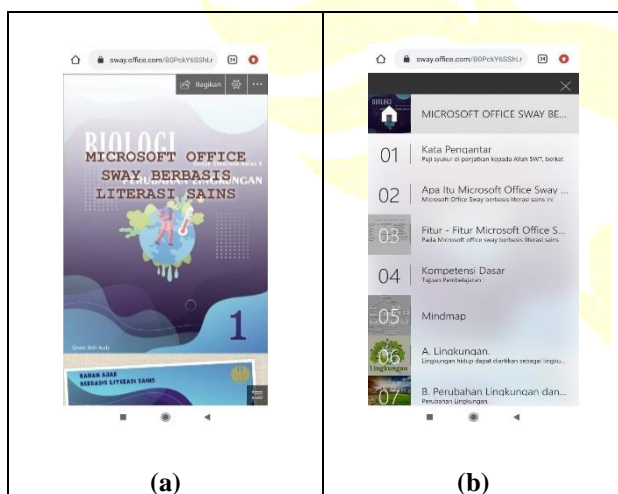 sway.office.com/B0PckY6SShLr
Bagikan
BIOLOGI
MICROSOFT OFFICE
SWAY BERBASIS
PERUBAHAN LINGKUNGAN
LITERASI SAINS
1
BAHAN AJAR
BERBASIS LITERASI SAINS
(a)
sway.office.com/B0PckY6SShLr
MICROSOFT OFFICE SWAY BE...
01 Kata Pengantar
Puji syukur di panjatkan kepada Allah SWT, berkat
02 Apa Itu Microsoft Office Sway ...
Microsoft Office Sway berbasis literasi sains ini
03 Fitur - Fitur Microsoft Office S...
Pada Microsoft office sway berbasis literasi sains
04 Kompetensi Dasar
Tujuan Pembelajaran
05 Mindmap
06 A. Lingkungan.
Lingkungan
Lingkungan hidup dapat diartikan sebagai lingku...
07 B. Perubahan Lingkungan dan...
Perubahan Lingkungan.
(b)